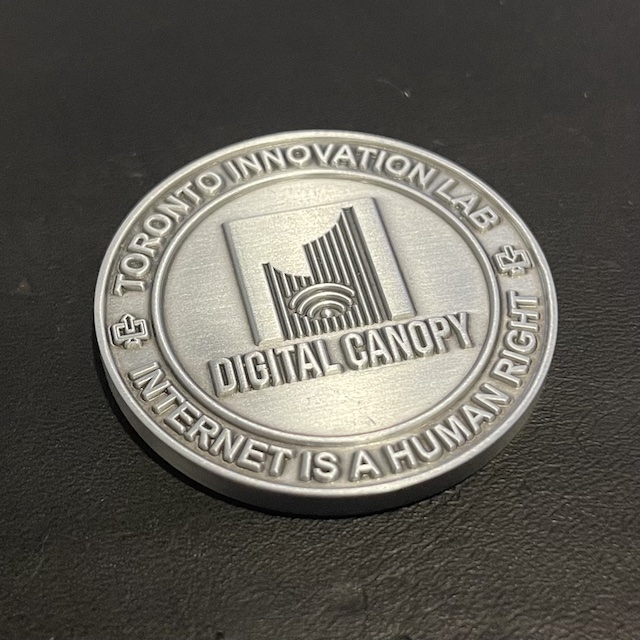 TORONTO INNOVATION LAB
DIGITAL CANOPY
INTERNET IS A HUMAN RIGHT